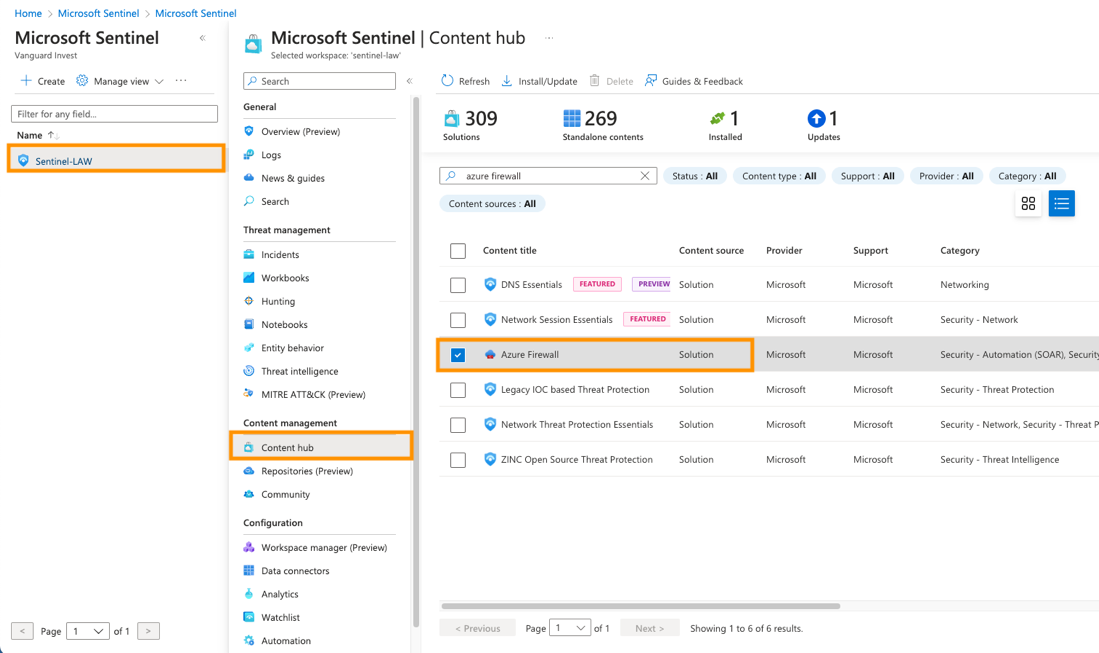 Home > Microsoft Sentinel > Microsoft Sentinel
Microsoft Sentinel «
Vanguard Invest
+ Create Manage view ···
Filter for any field...
Name ↑↓
Sentinel-LAW
< Page 1 of 1 >
Microsoft Sentinel | Content hub ···
Selected workspace: 'sentinel-law'
Search «
General
Overview (Preview)
Logs
News & guides
Search
Threat management
Incidents
Workbooks
Hunting
Notebooks
Entity behavior
Threat intelligence
MITRE ATT&CK (Preview)
Content management
Content hub
Repositories (Preview)
Community
Configuration
Workspace manager (Preview)
Data connectors
Analytics
Watchlist
Automation
Refresh Install/Update Delete Guides & Feedback
309 269 1 1
Solutions Standalone contents Installed Updates
azure firewall Status : All Content type : All Support : All Provider : All Category : All
Content sources : All
Content title Content source Provider Support Category
DNS Essentials FEATURED PREVIEW Solution Microsoft Microsoft Networking
Network Session Essentials FEATURED Solution Microsoft Microsoft Security - Network
Azure Firewall Solution Microsoft Microsoft Security - Automation (SOAR), Security
Legacy IOC based Threat Protection Solution Microsoft Microsoft Security - Threat Protection
Network Threat Protection Essentials Solution Microsoft Microsoft Security - Network, Security - Threat P
ZINC Open Source Threat Protection Solution Microsoft Microsoft Security - Threat Intelligence
< Previous Page 1 of 1 Next > Showing 1 to 6 of 6 results.